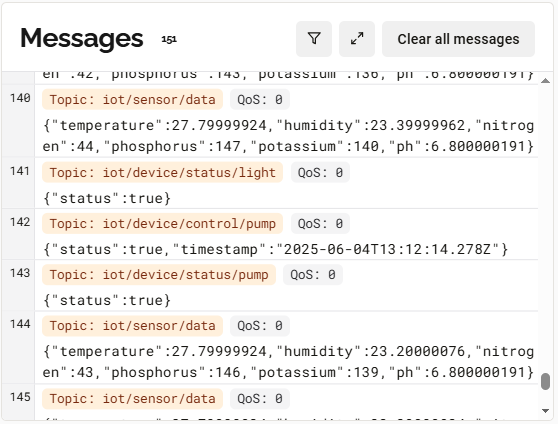 Messages 151 Clear all messages
en":42,"phosphorus":143,"potassium":136,"ph":6.800000191}
140 Topic: iot/sensor/data QoS: 0
{"temperature":27.79999924,"humidity":23.39999962,"nitrog
en":44,"phosphorus":147,"potassium":140,"ph":6.800000191}
141 Topic: iot/device/status/light QoS: 0
{"status":true}
142 Topic: iot/device/control/pump QoS: 0
{"status":true,"timestamp":"2025-06-04T13:12:14.278Z"}
143 Topic: iot/device/status/pump QoS: 0
{"status":true}
144 Topic: iot/sensor/data QoS: 0
{"temperature":27.79999924,"humidity":23.20000076,"nitrog
en":43,"phosphorus":146,"potassium":139,"ph":6.800000191}
145 Topic: iot/sensor/data QoS: 0